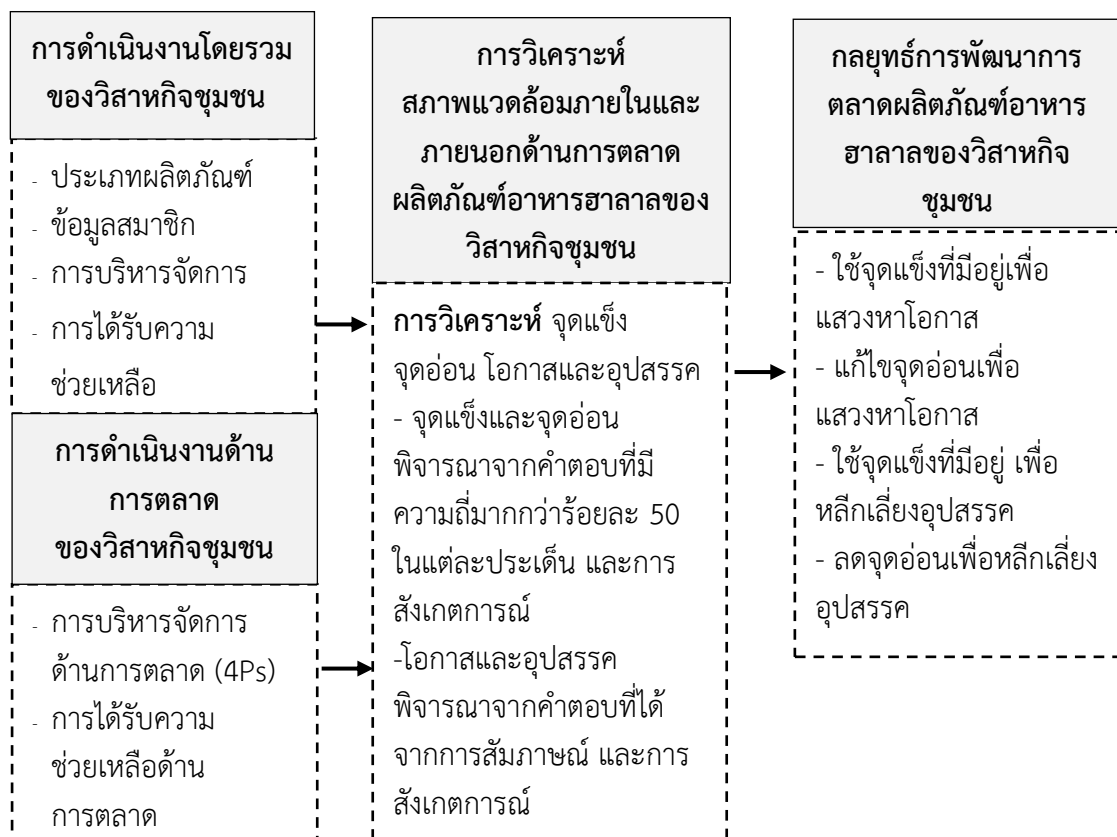 การดำเนินงานโดยรวม
ของวิสาหกิจชุมชน
- ประเภทผลิตภัณฑ์
- ข้อมูลสมาชิก
- การบริหารจัดการ
- การได้รับความ
ช่วยเหลือ
การดำเนินงานด้าน
การตลาด
ของวิสาหกิจชุมชน
- การบริหารจัดการ
ด้านการตลาด (4Ps)
- การได้รับความ
ช่วยเหลือด้าน
การตลาด
การวิเคราะห์
สภาพแวดล้อมภายในและ
ภายนอกด้านการตลาด
ผลิตภัณฑ์อาหารฮาลาลของ
วิสาหกิจชุมชน
การวิเคราะห์ จุดแข็ง
จุดอ่อน โอกาสและอุปสรรค
- จุดแข็งและจุดอ่อน
พิจารณาจากคำตอบที่มี
ความถี่มากกว่าร้อยละ 50
ในแต่ละประเด็น และการ
สังเกตการณ์
-โอกาสและอุปสรรค
พิจารณาจากคำตอบที่ได้
จากการสัมภาษณ์ และการ
สังเกตการณ์
กลยุทธ์การพัฒนาการ
ตลาดผลิตภัณฑ์อาหาร
ฮาลาลของวิสาหกิจ
ชุมชน
- ใช้จุดแข็งที่มีอยู่เพื่อ
แสวงหาโอกาส
- แก้ไขจุดอ่อนเพื่อ
แสวงหาโอกาส
- ใช้จุดแข็งที่มีอยู่ เพื่อ
หลีกเลี่ยงอุปสรรค
- ลดจุดอ่อนเพื่อหลีกเลี่ยง
อุปสรรค